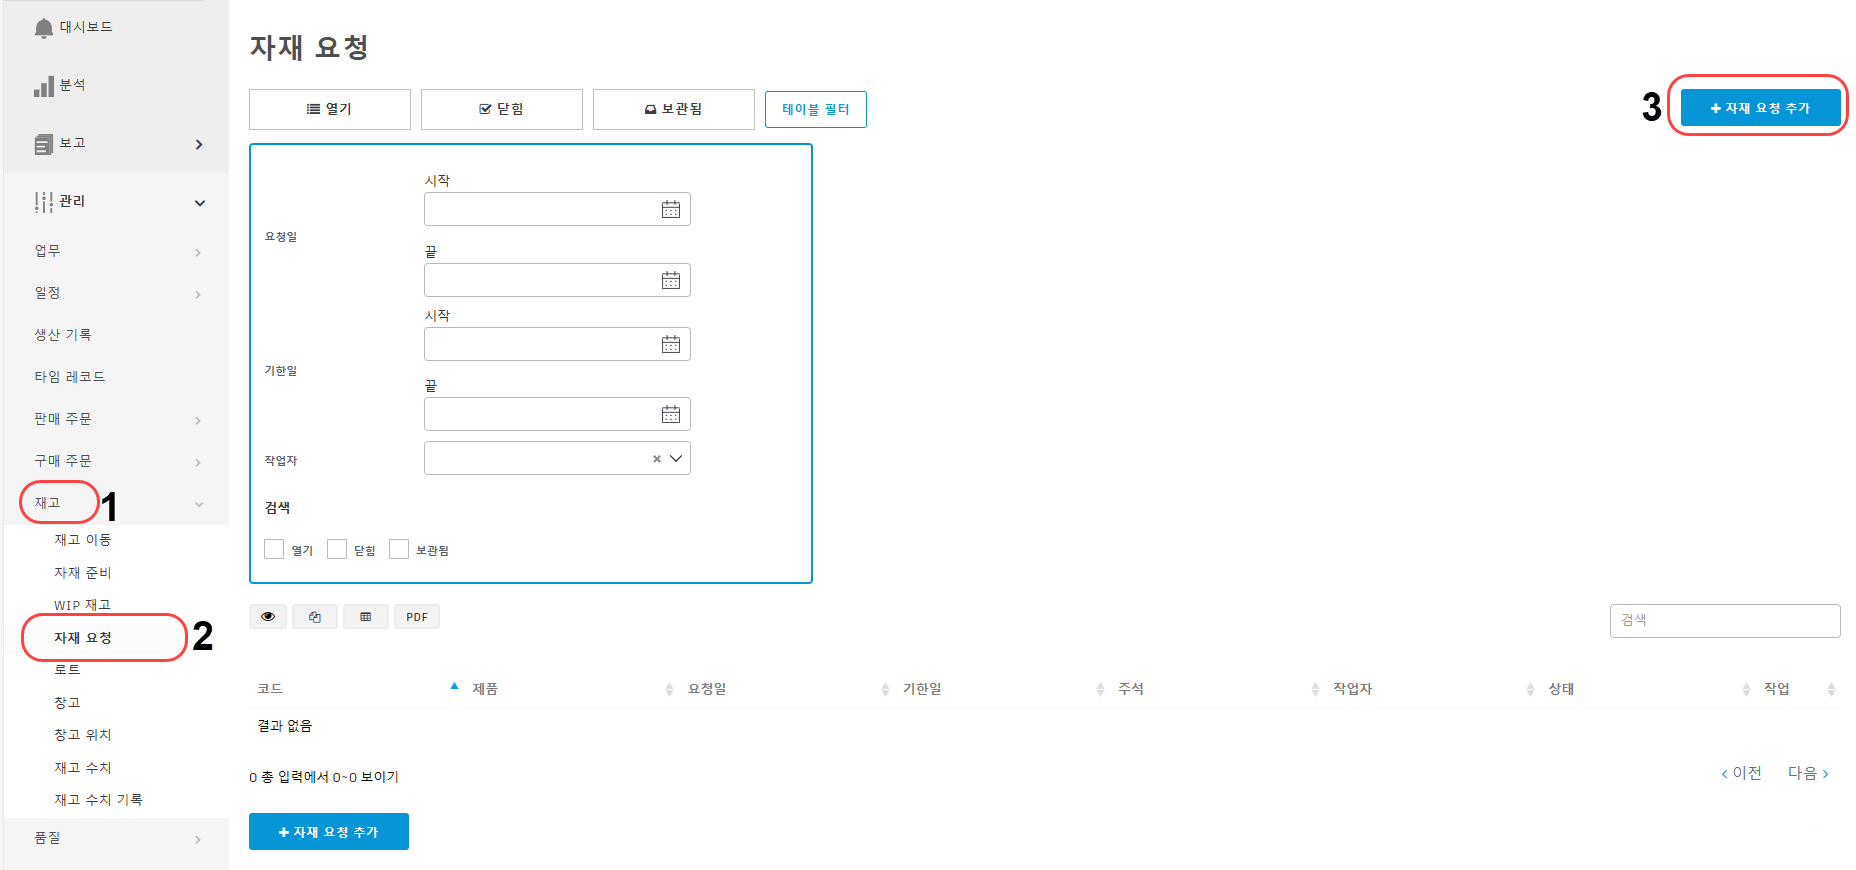 대시보드
분석
보고
관리
업무
일정
생산 기록
타임 레코드
판매 주문
구매 주문
재고
1
재고 이동
자재 준비
WIP 재고
자재 요청
2
로트
창고
창고 위치
재고 수치
재고 수치 기록
품질
자재 요청
열기 닫힘 보관됨 테이블 필터
3 자재 요청 추가
시작
요청일
끝
시작
기한일
끝
작업자
검색
열기 닫힘 보관됨
PDF
검색
코드 제품 요청일 기한일 주석 작업자 상태 작업
결과 없음
0 총 입력에서 0~0 보이기
이전 다음
자재 요청 추가